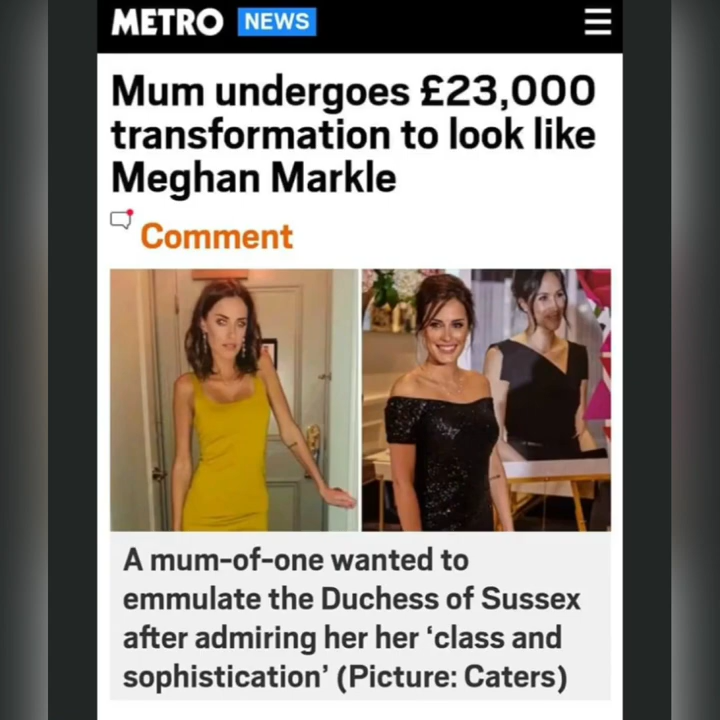 METRO NEWS
Mum undergoes £23,000
transformation to look like
Meghan Markle
Comment
A mum-of-one wanted to
emmulate the Duchess of Sussex
after admiring her her ‘class and
sophistication’ (Picture: Caters)